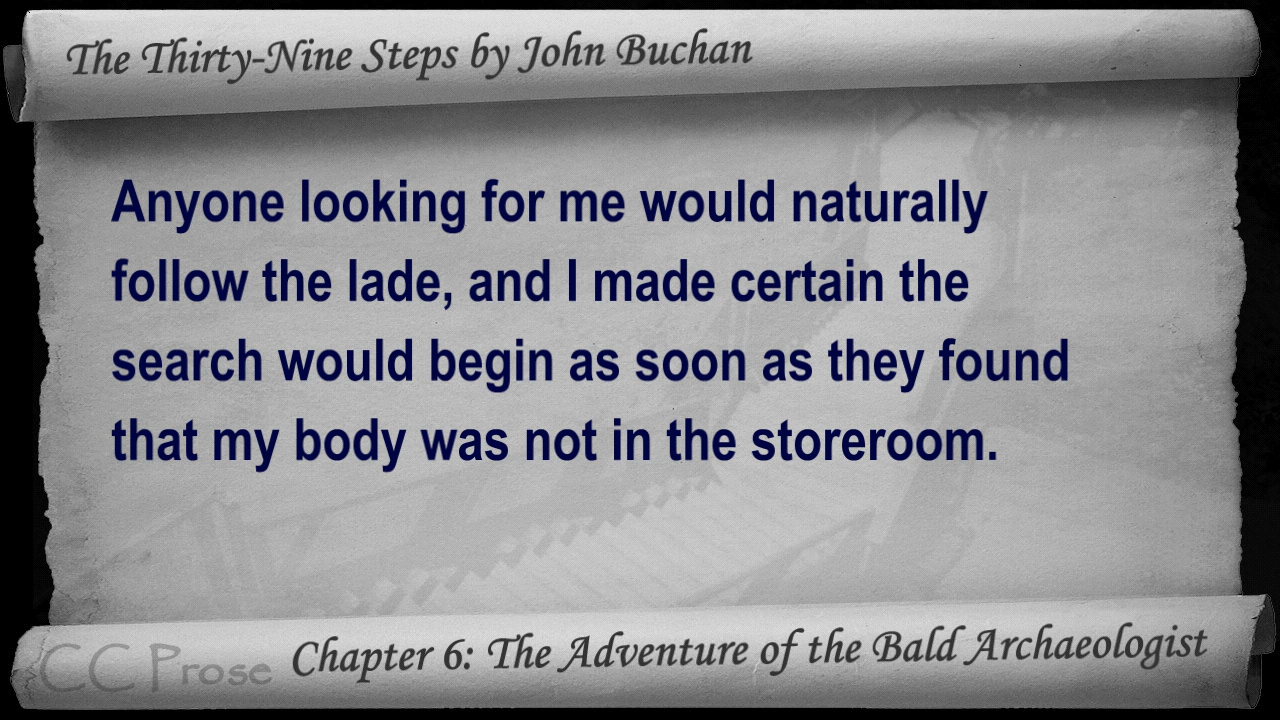 The Thirty-Nine Steps by John Buchan
Anyone looking for me would naturally
follow the lade, and I made certain the
search would begin as soon as they found
that my body was not in the storeroom.
CC Prose
Chapter 6: The Adventure of the Bald Archaeologist